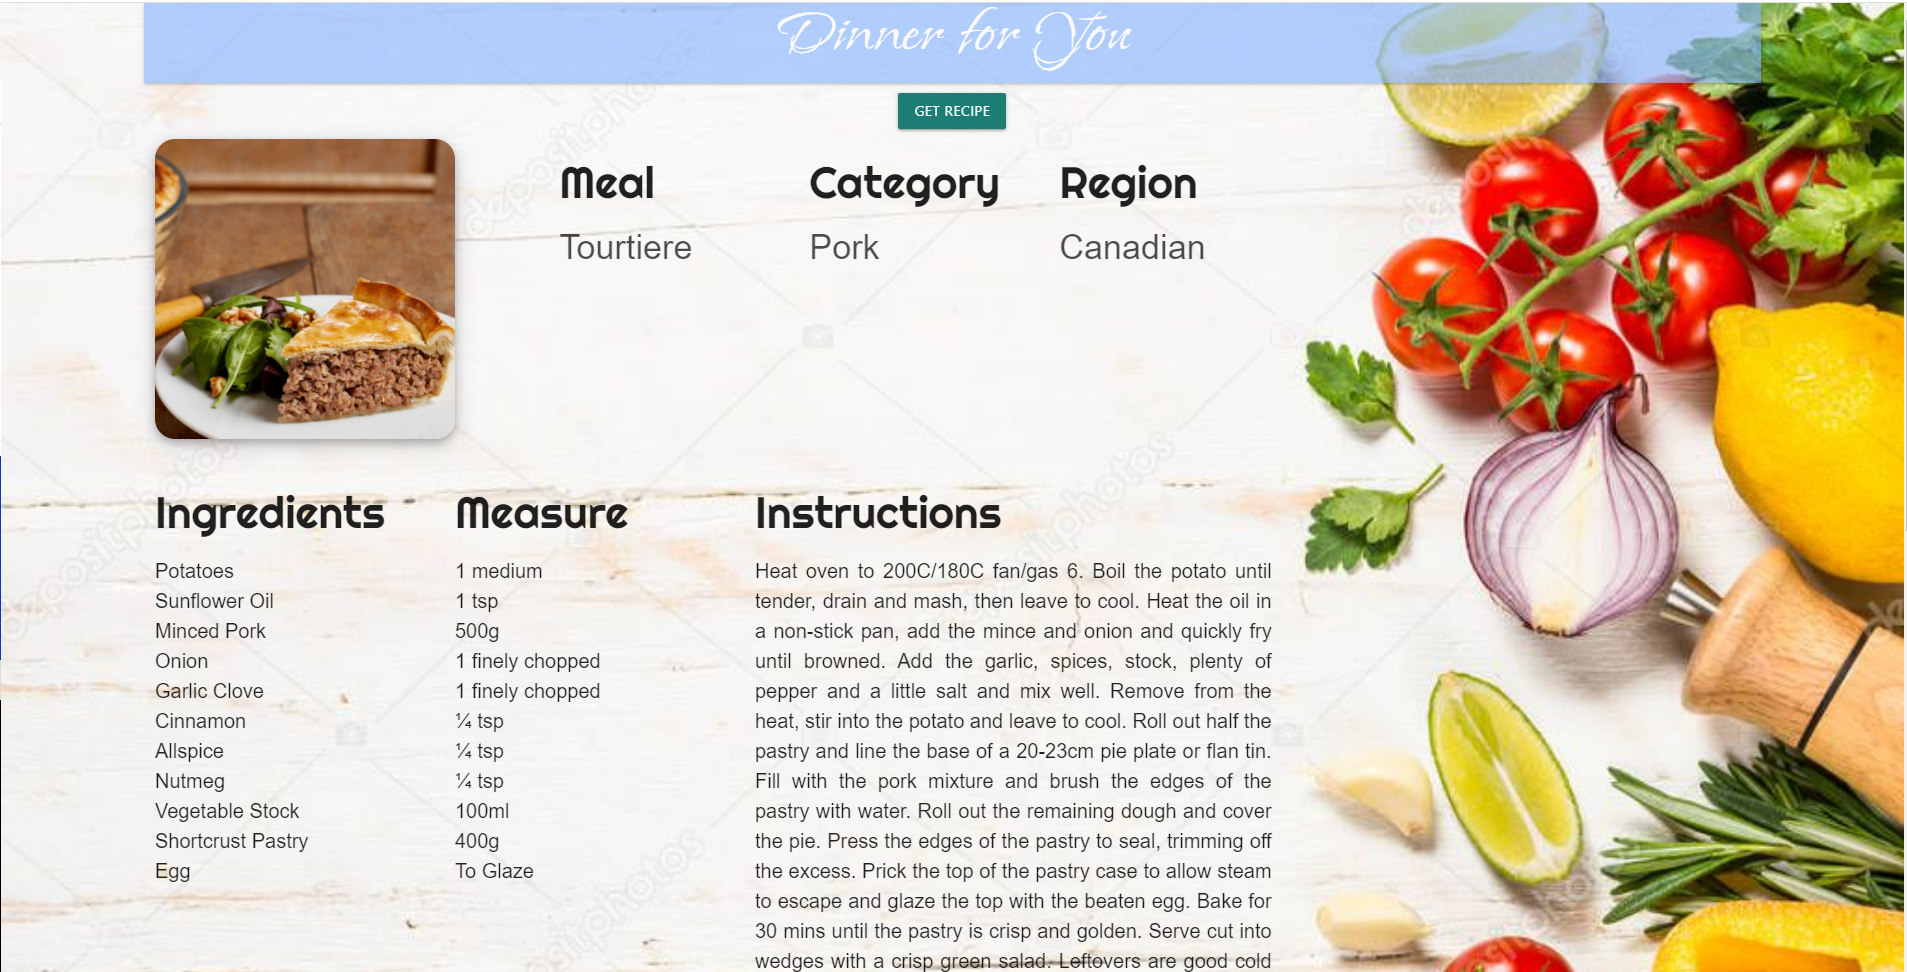 Dinner for You
GET RECIPE
Meal
Category
Region
Tourtiere
Pork
Canadian
Ingredients
Measure
Instructions
Potatoes
1 medium
Sunflower Oil
1 tsp
Minced Pork
500g
Onion
1 finely chopped
Garlic Clove
1 finely chopped
Cinnamon
¼ tsp
Allspice
¼ tsp
Nutmeg
¼ tsp
Vegetable Stock
100ml
Shortcrust Pastry
400g
Egg
To Glaze
Heat oven to 200C/180C fan/gas 6. Boil the potato until
tender, drain and mash, then leave to cool. Heat the oil in
a non-stick pan, add the mince and onion and quickly fry
until browned. Add the garlic, spices, stock, plenty of
pepper and a little salt and mix well. Remove from the
heat, stir into the potato and leave to cool. Roll out half the
pastry and line the base of a 20-23cm pie plate or flan tin.
Fill with the pork mixture and brush the edges of the
pastry with water. Roll out the remaining dough and cover
the pie. Press the edges of the pastry to seal, trimming off
the excess. Prick the top of the pastry case to allow steam
to escape and glaze the top with the beaten egg. Bake for
30 mins until the pastry is crisp and golden. Serve cut into
wedges with a crisp green salad. Leftovers are good cold
depositphotos
depositphotos
depositphotos
depositphotos
depositphotos